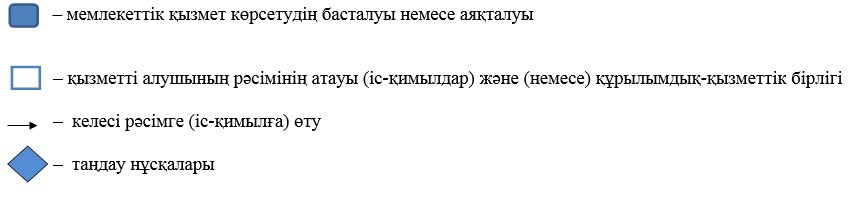 – мемлекеттік қызмет көрсетудің басталуы немесе аяқталуы
– қызметті алушының рәсімінің атауы (іс-қимылдар) және (немесе) құрылымдық-қызметтік бірлігі
– келесі рәсімге (іс-қимылға) өту
– таңдау нұсқалары